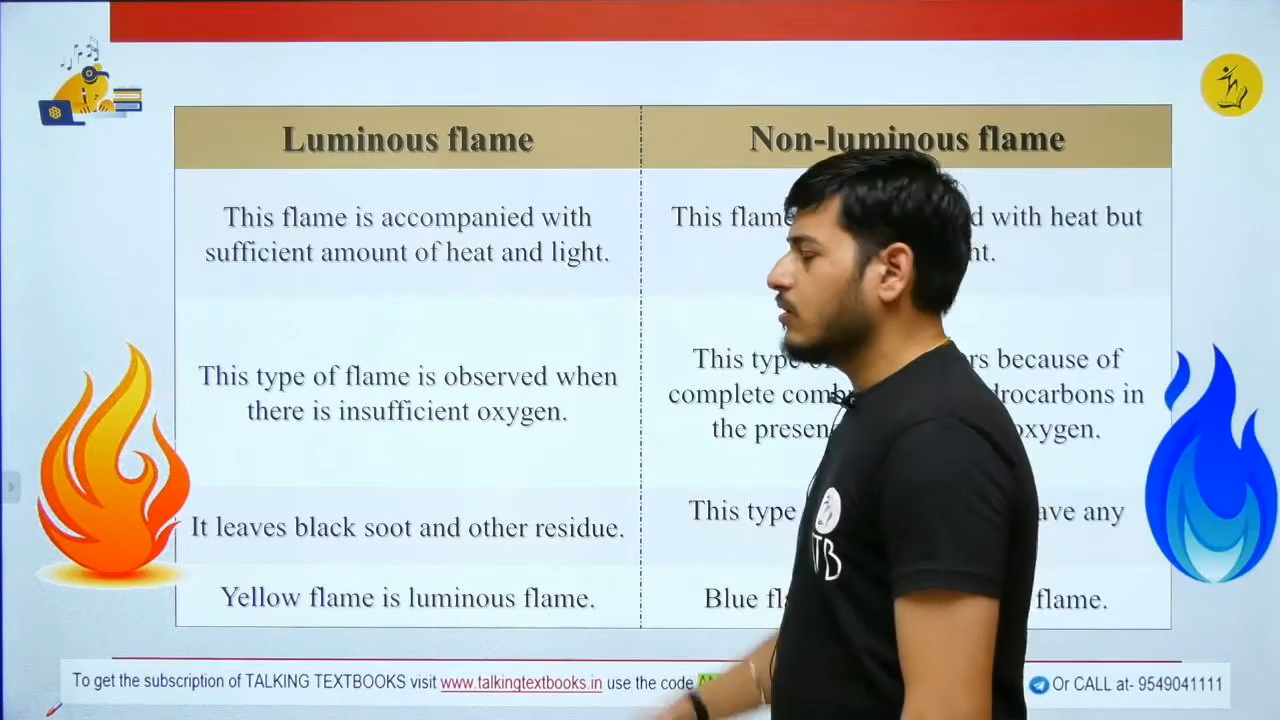 Luminous flame
Non-luminous flame
This flame is accompanied with
sufficient amount of heat and light.
This flame d with heat but
ht.
This type of flame is observed when
there is insufficient oxygen.
This type rs because of
complete comb drocarbons in
the presen oxygen.
It leaves black soot and other residue.
This type ave any
Yellow flame is luminous flame.
Blue fl flame.
TB
To get the subscription of TALKING TEXTBOOKS visit www.talkingtextbooks.in use the code
Or CALL at- 9549041111